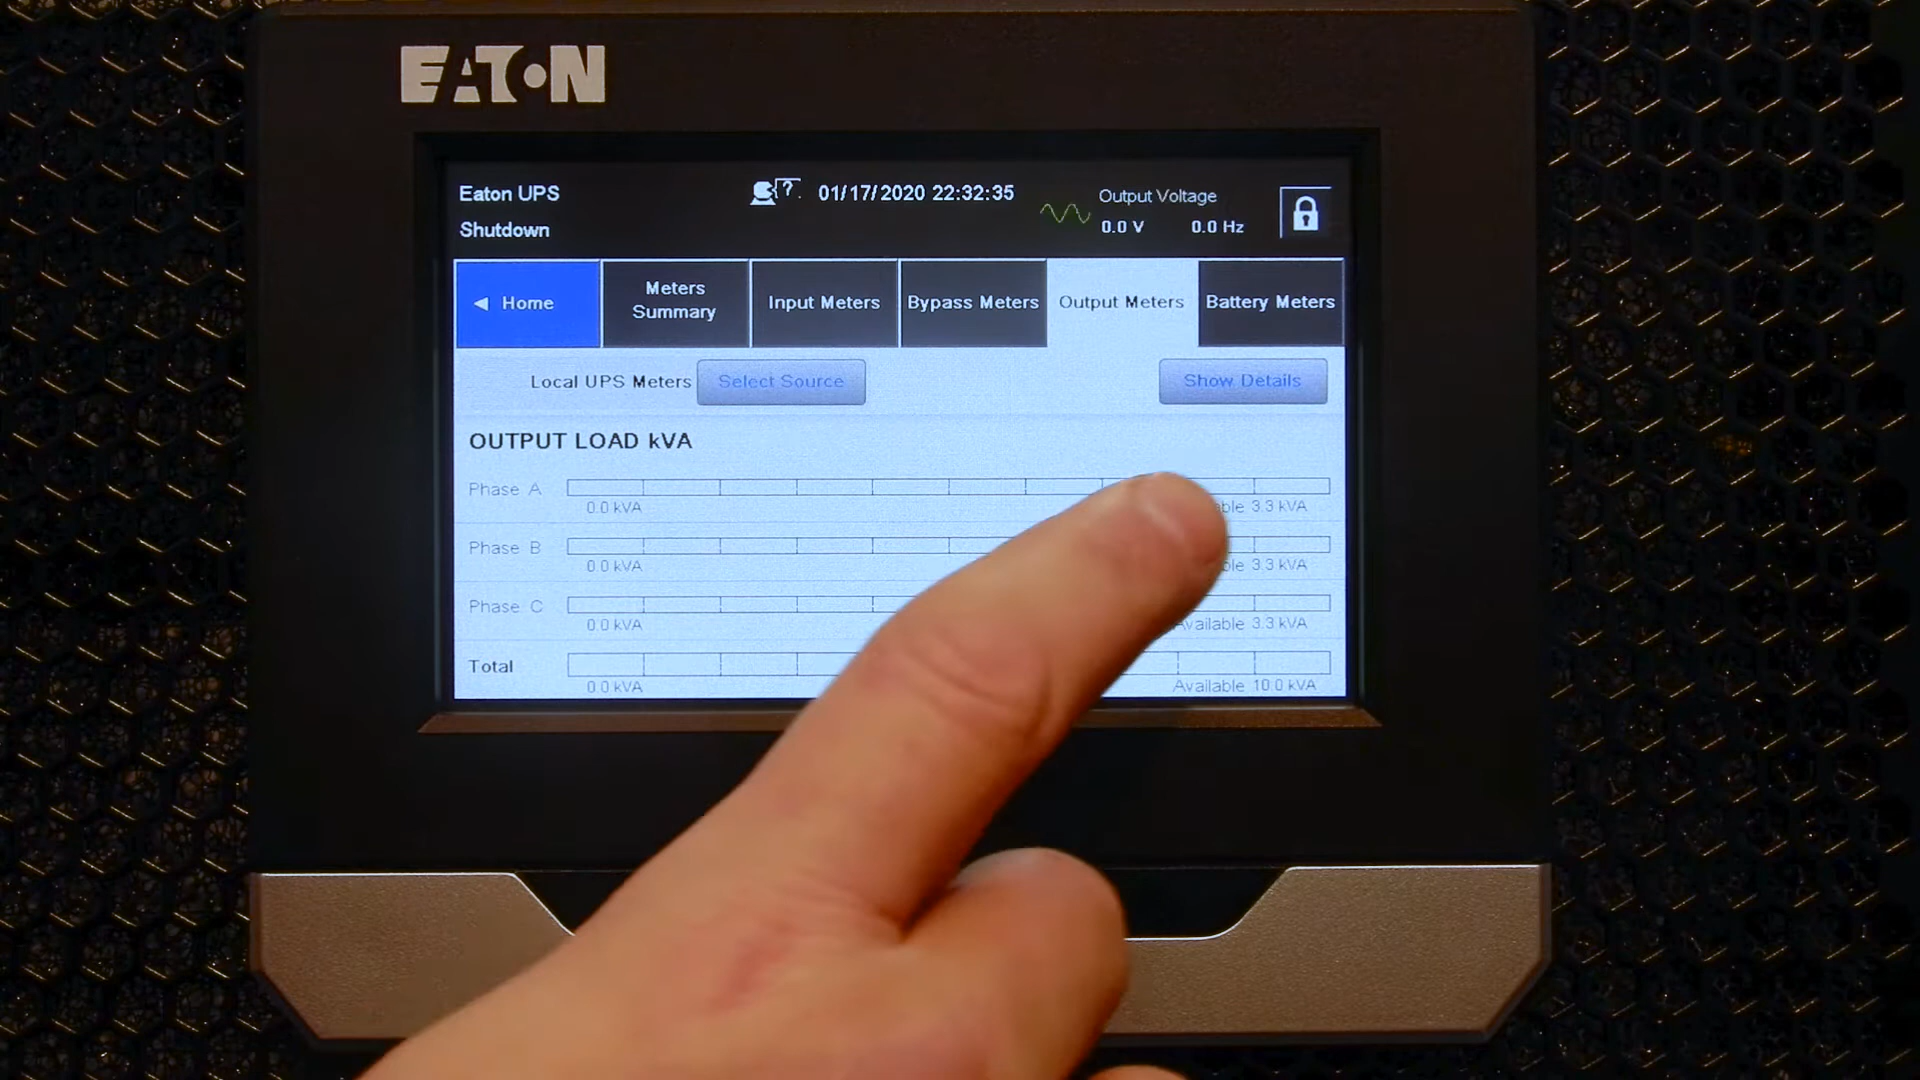 EATON
Eaton UPS
Shutdown
? 01/17/2020 22:32:35
Output Voltage
0.0 V 0.0 Hz
Home
Meters
Summary
Input Meters
Bypass Meters
Output Meters
Battery Meters
Local UPS Meters Select Source Show Details
OUTPUT LOAD kVA
Phase A
0.0 kVA 3.3 kVA
Phase B
0.0 kVA 3.3 kVA
Phase C
0.0 kVA Available 3.3 kVA
Total
0.0 kVA Available 10.0 kVA